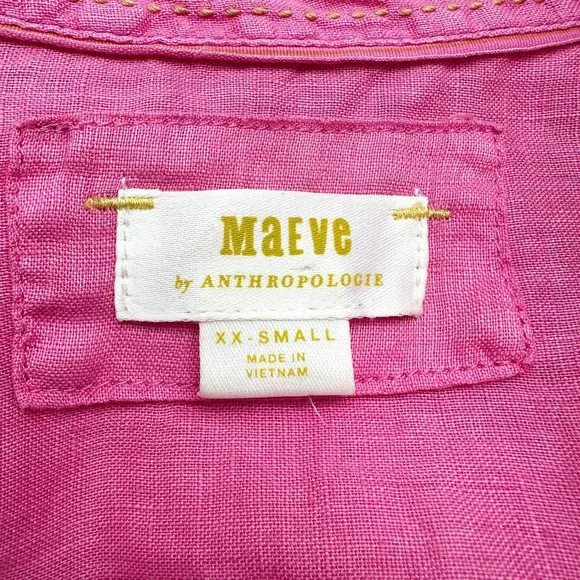 MaEVe
by ANTHROPOLOGIE
XX-SMALL
MADE IN
VIETNAM